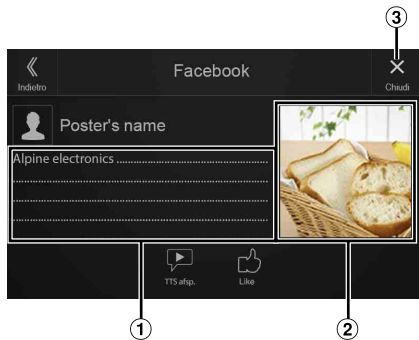 ③
Indietro
Facebook
Chiudi
Poster's name
Alpine electronics ............................................
................................................................
................................................................
................................................................
TTS afsp.
Like
①
②